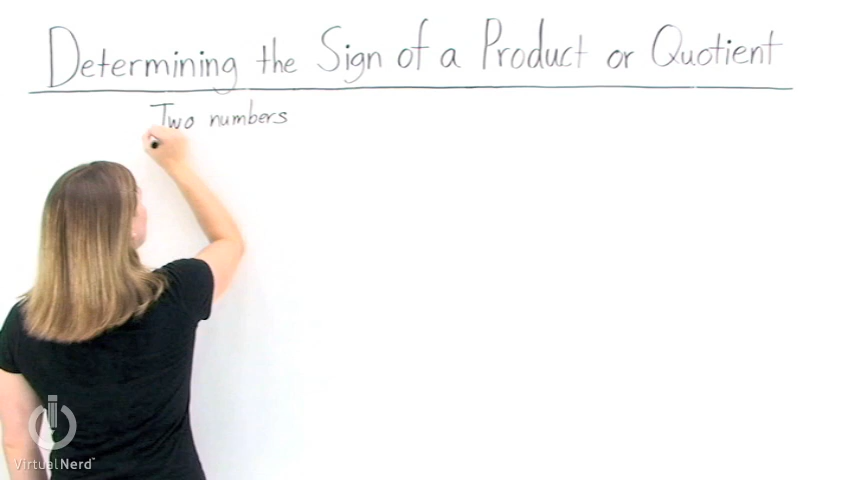 Determining the Sign of a Product or Quotient
Two numbers
VirtualNerd™